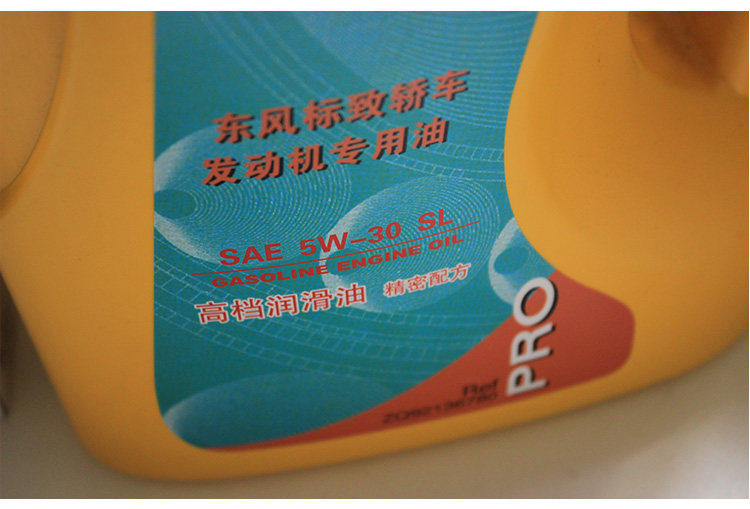 东风标致轿车
发动机专用油
SAE 5W-30 SL
GASOLINE ENGINE OIL
高档润滑油 精密配方
PRO
Ref